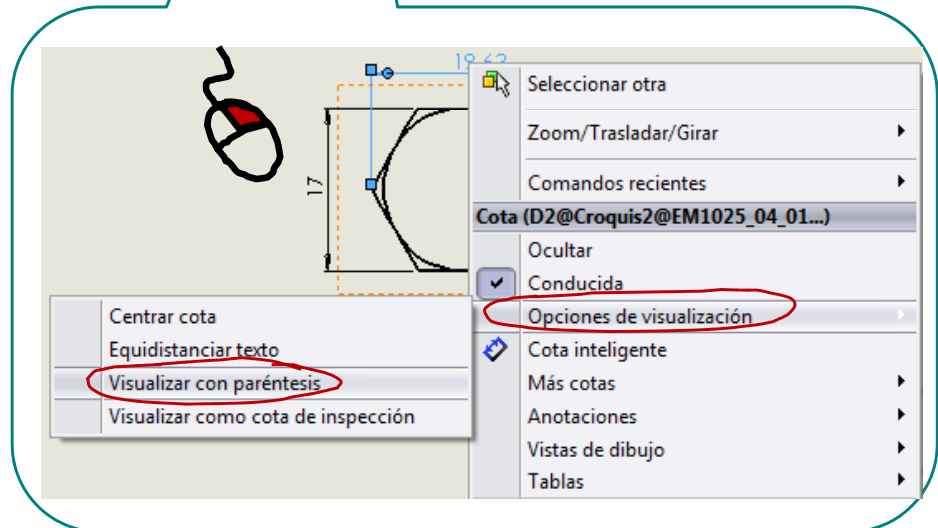 Seleccionar otra
Zoom/Trasladar/Girar
Comandos recientes
Cota (D2@Croquis2@EM1025_04_01...)
Ocultar
Conducida
Opciones de visualización
Cota inteligente
Más cotas
Anotaciones
Vistas de dibujo
Tablas
17
Centrar cota
Equidistanciar texto
Visualizar con paréntesis
Visualizar como cota de inspección